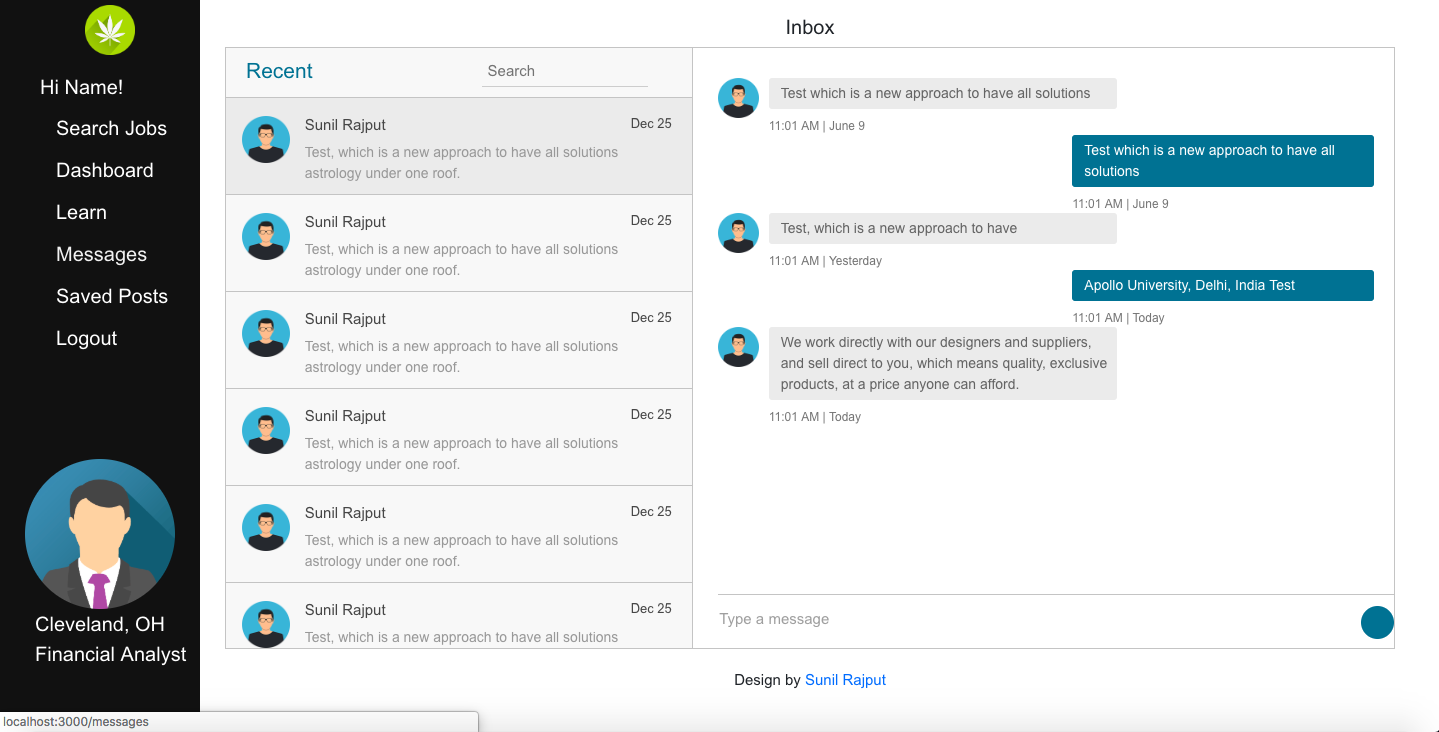 Hi Name!
Search Jobs
Dashboard
Learn
Messages
Saved Posts
Logout
Cleveland, OH
Financial Analyst
Inbox
Recent
Search
Sunil Rajput
Dec 25
Test, which is a new approach to have all solutions
astrology under one roof.
Sunil Rajput
Dec 25
Test, which is a new approach to have all solutions
astrology under one roof.
Sunil Rajput
Dec 25
Test, which is a new approach to have all solutions
astrology under one roof.
Sunil Rajput
Dec 25
Test, which is a new approach to have all solutions
astrology under one roof.
Sunil Rajput
Dec 25
Test, which is a new approach to have all solutions
astrology under one roof.
Sunil Rajput
Dec 25
Test, which is a new approach to have all solutions
Test which is a new approach to have all solutions
11:01 AM | June 9
Test which is a new approach to have all
solutions
11:01 AM | June 9
Test, which is a new approach to have
11:01 AM | Yesterday
Apollo University, Delhi, India Test
11:01 AM | Today
We work directly with our designers and suppliers,
and sell direct to you, which means quality, exclusive
products, at a price anyone can afford.
11:01 AM | Today
Type a message
Design by Sunil Rajput
localhost:3000/messages